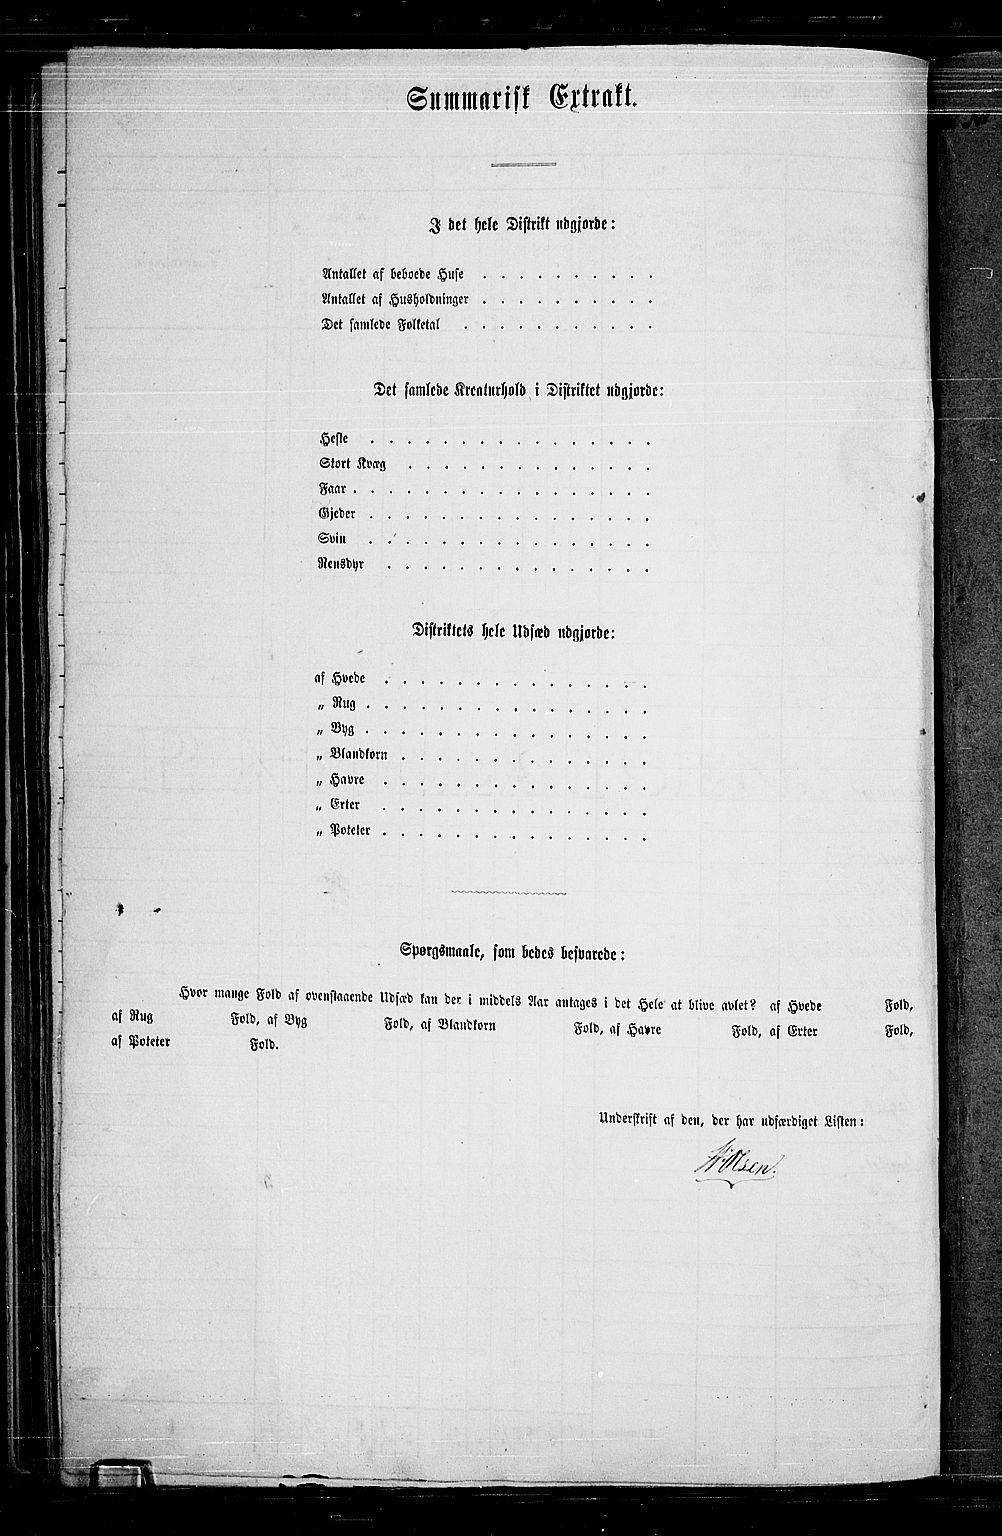 Summarisk Extrakt.
I det hele Distrikt udgjorde:
Antallet af beboede Huse . . . . . . . . . .
Antallet af Husholdninger . . . . . . . . . .
Det samlede Folketal . . . . . . . . . . .
Det samlede Kreaturhold i Distriktet udgjorde:
Heste . . . . . . . . . . . . . . . .
Stort Kvæg . . . . . . . . . . . . . .
Faar . . . . . . . . . . . . . . . . .
Gjeder . . . . . . . . . . . . . . . .
Svin . . . . . . . . . . . . . . . .
Rensdyr . . . . . . . . . . . . . . .
Distriktets hele Udsæd udgjorde:
af Hvede . . . . . . . . . . . . . . .
„ Rug . . . . . . . . . . . . . . . .
„ Byg . . . . . . . . . . . . . . . .
„ Blandkorn . . . . . . . . . . . . . .
„ Havre . . . . . . . . . . . . . . .
„ Erter . . . . . . . . . . . . . . .
„ Poteter . . . . . . . . . . . . . . .
Spørgsmaale, som bedes besvarede:
Hvor mange Fold af ovenstaaende Udsæd kan der i middels Aar antages i det Hele at blive avlet? af Hvede Fold,
af Rug Fold, af Byg Fold, af Blandkorn Fold, af Havre Fold, af Erter Fold,
af Poteter Fold.
Underskrift af den, der har udfærdiget Listen:
Olsen.